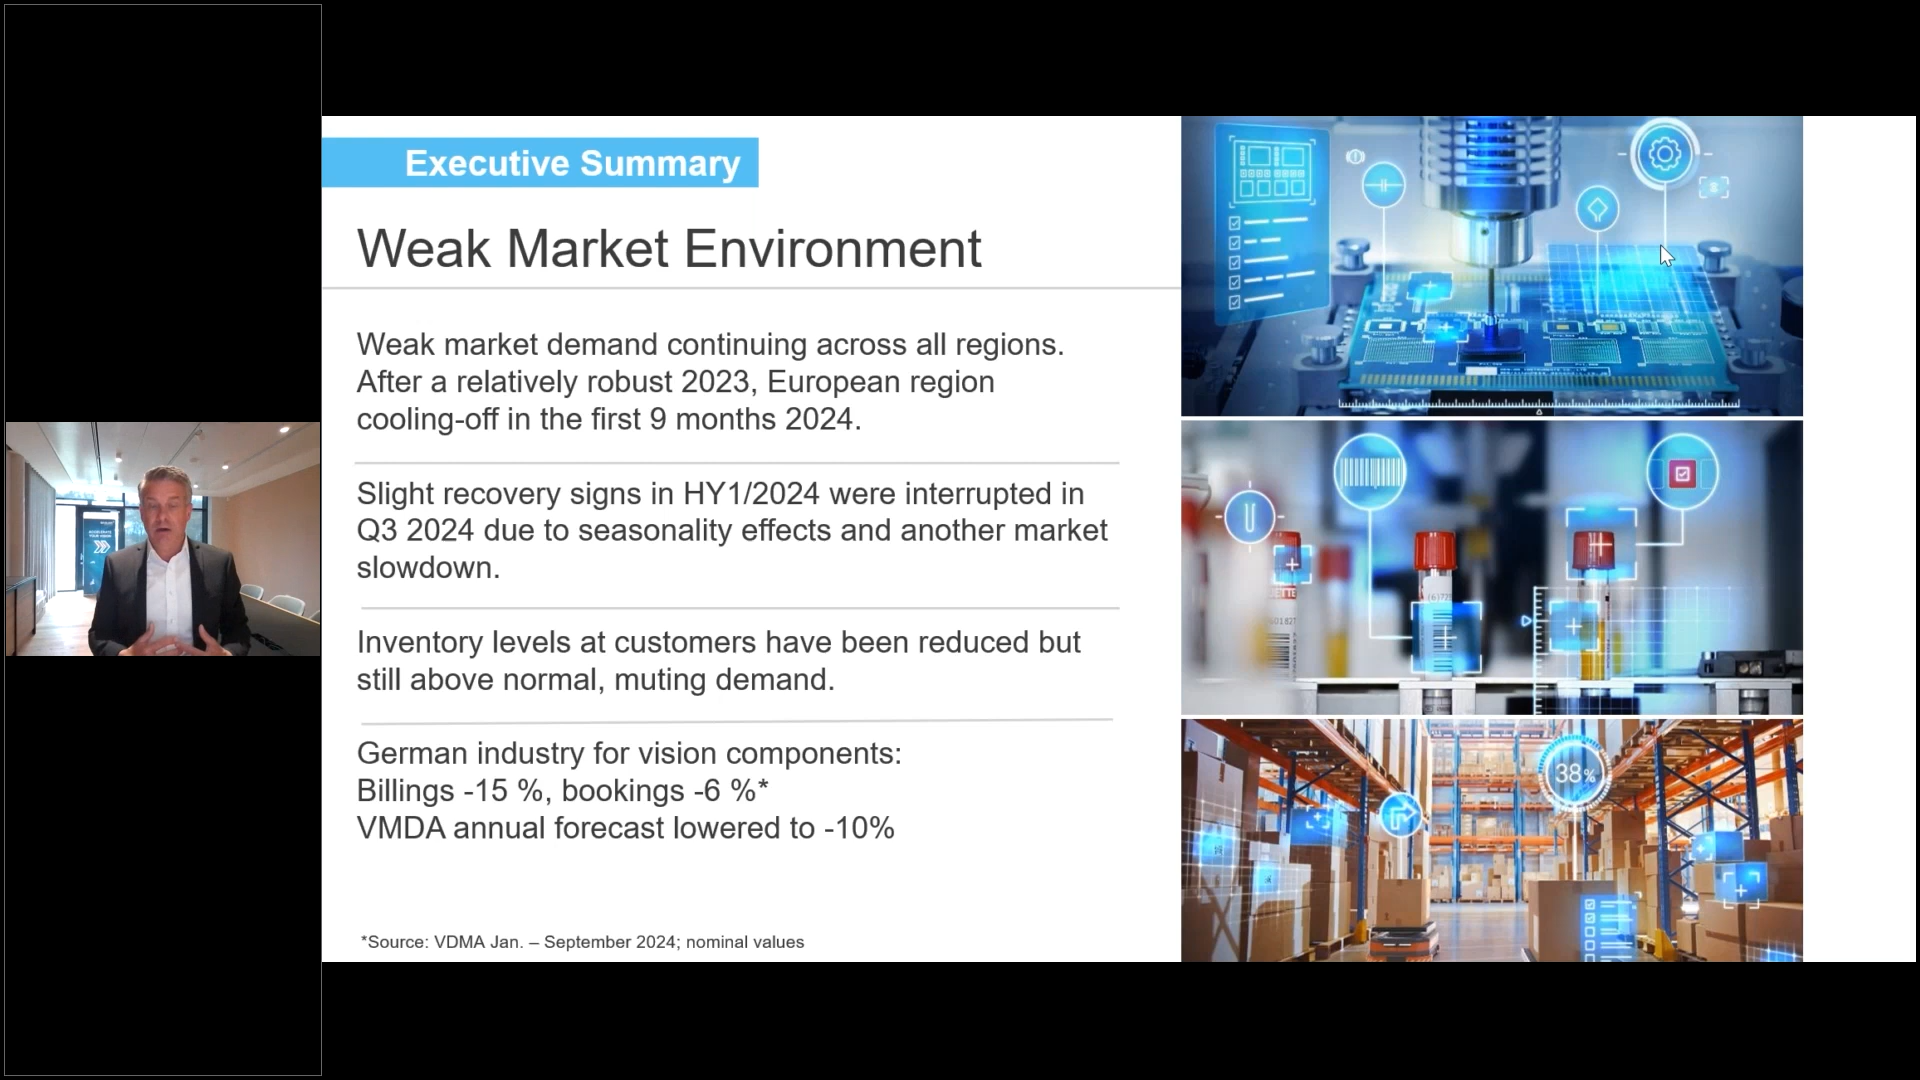 Executive Summary
Weak Market Environment
Weak market demand continuing across all regions.
After a relatively robust 2023, European region
cooling-off in the first 9 months 2024.
Slight recovery signs in HY1/2024 were interrupted in
Q3 2024 due to seasonality effects and another market
slowdown.
Inventory levels at customers have been reduced but
still above normal, muting demand.
German industry for vision components:
Billings -15 %, bookings -6 %*
VMDA annual forecast lowered to -10%
*Source: VDMA Jan. – September 2024; nominal values
38%